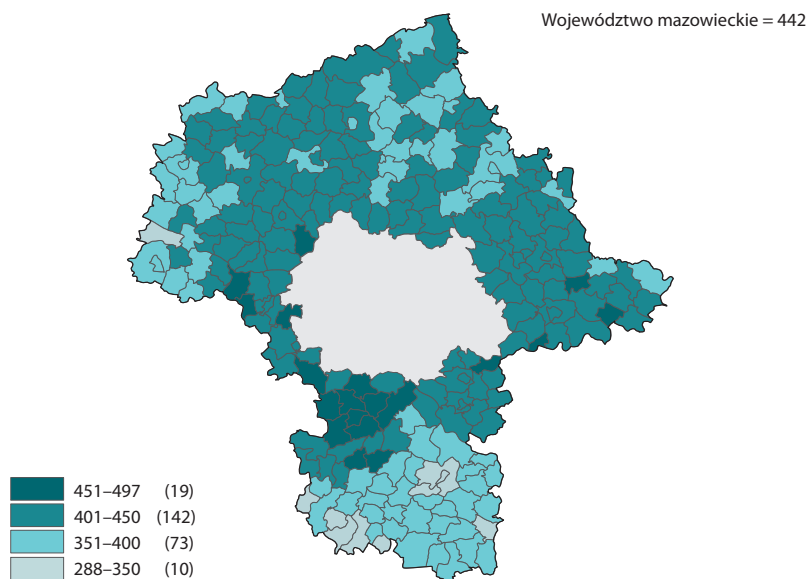 Województwo mazowieckie = 442
451–497 (19)
401–450 (142)
351–400 (73)
288–350 (10)